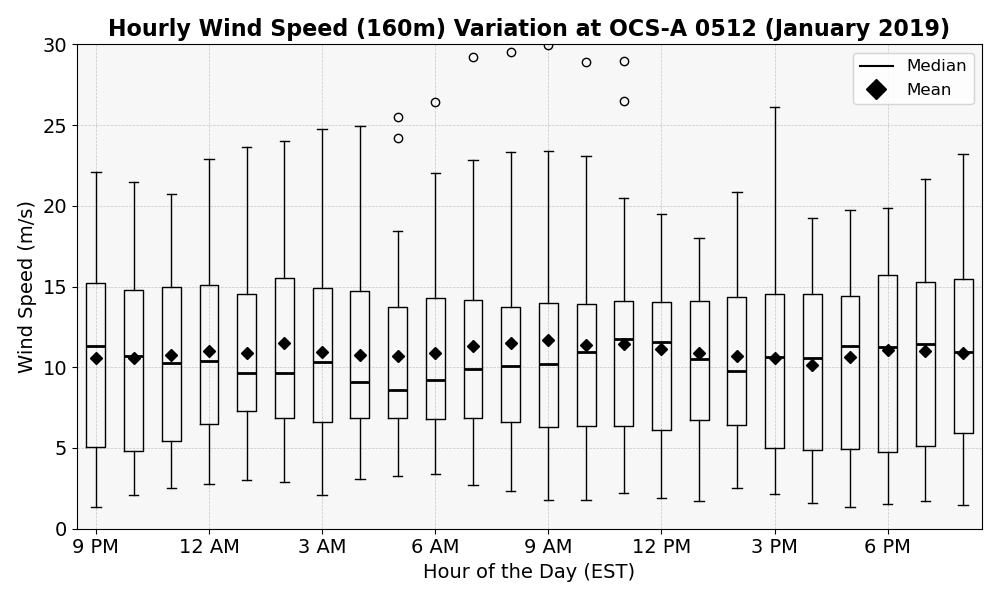 Hourly Wind Speed (160m) Variation at OCS-A 0512 (January 2019)
Median
Mean
Wind Speed (m/s)
30
25
20
15
10
5
0
9 PM 12 AM 3 AM 6 AM 9 AM 12 PM 3 PM 6 PM
Hour of the Day (EST)